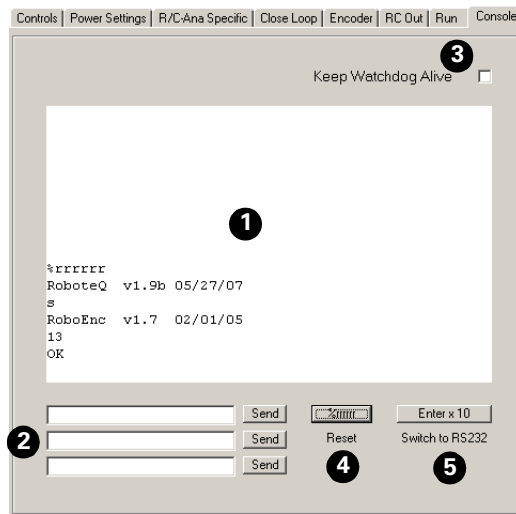 Controls Power Settings R/C-Ana Specific Close Loop Encoder RC Out Run Console
3
Keep Watchdog Alive
1
%rrrrrr
RoboteQ v1.9b 05/27/07
s
RoboEnc v1.7 02/01/05
13
OK
Send %rrrrrr Enter x 10
2 Send Reset Switch to RS232
Send 4 5